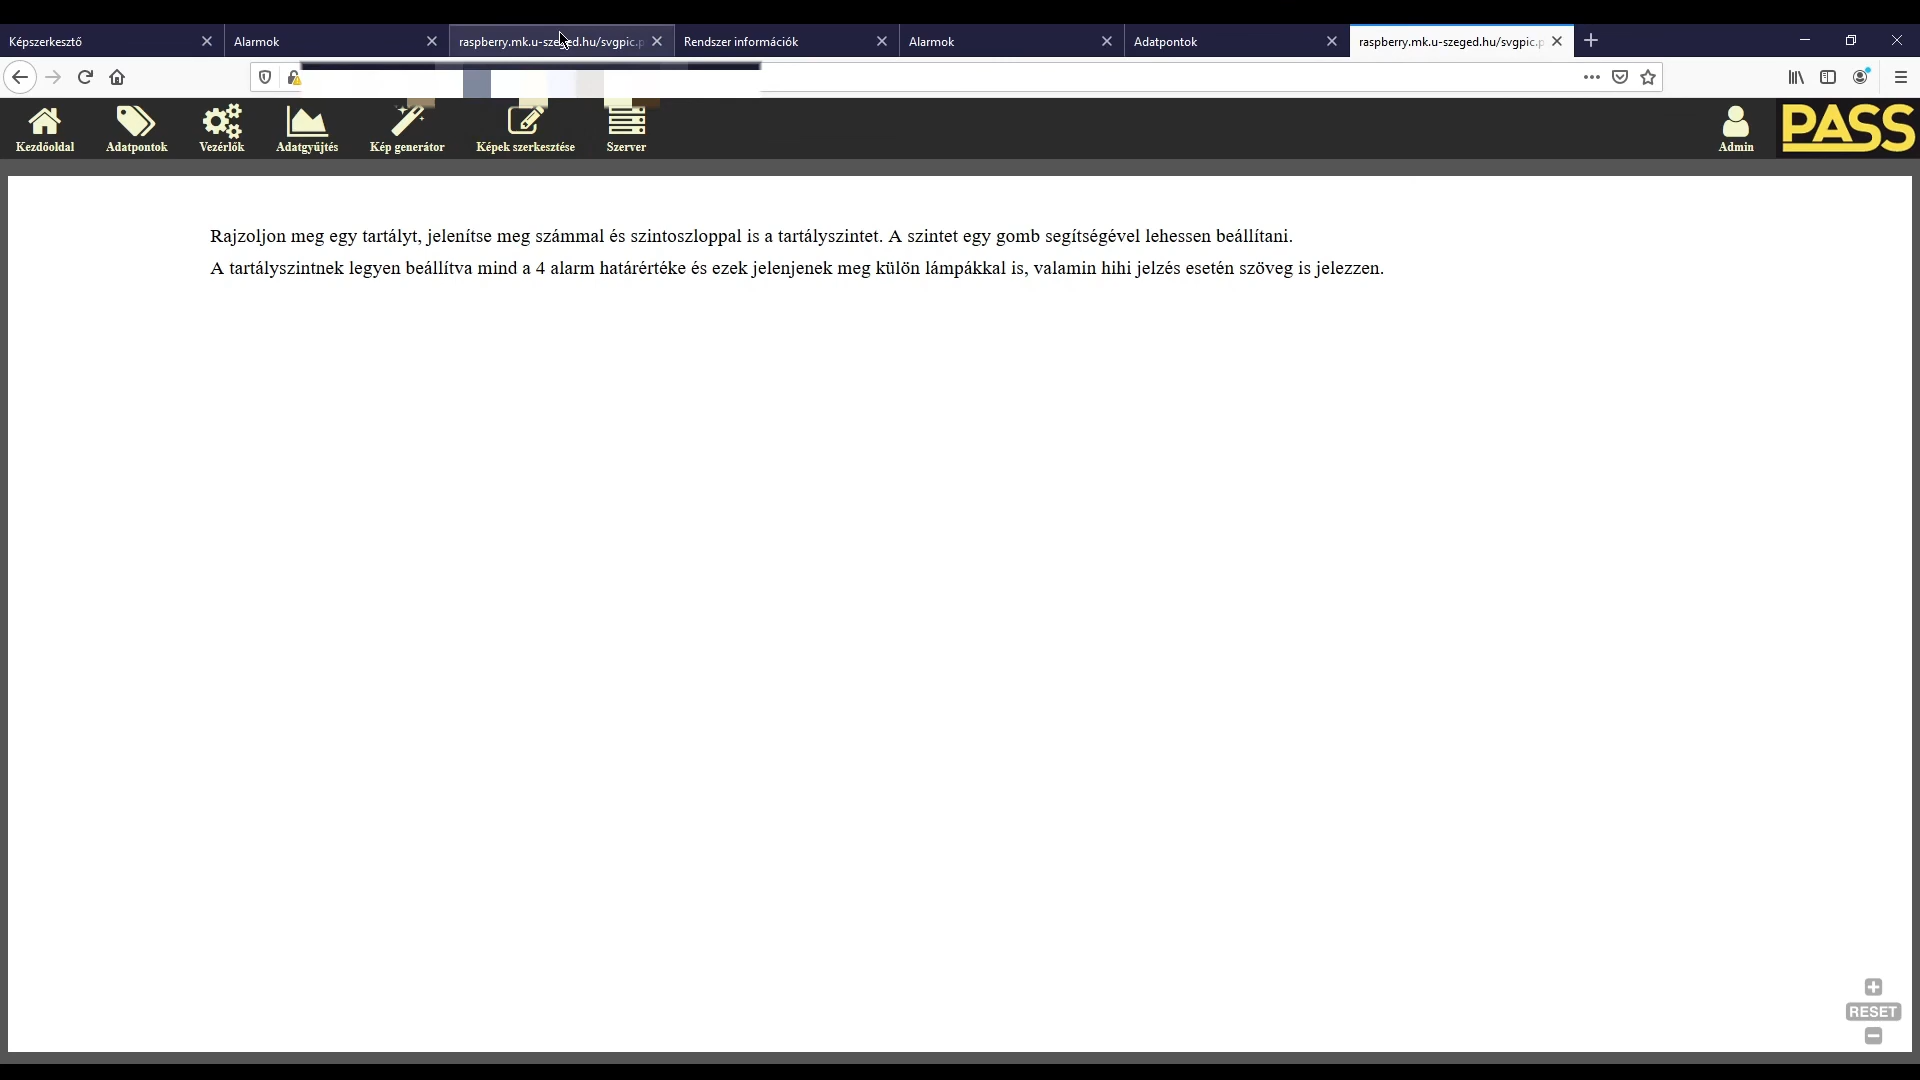 Képszerkesztő
Alarmok
raspberry.mk.u-szeged.hu/svgpic.p
Rendszer információk
Alarmok
Adatpontok
raspberry.mk.u-szeged.hu/svgpic.p
Kezdőoldal
Adatpontok
Vezérlők
Adatgyűjtés
Kép generátor
Képek szerkesztése
Szerver
Admin
PASS
Rajzoljon meg egy tartályt, jelenítse meg számmal és szintoszloppal is a tartályszintet. A szintet egy gomb segítségével lehessen beállítani.
A tartályszintnek legyen beállítva mind a 4 alarm határértéke és ezek jelenjenek meg külön lámpákkal is, valamin hihi jelzés esetén szöveg is jelezzen.
RESET